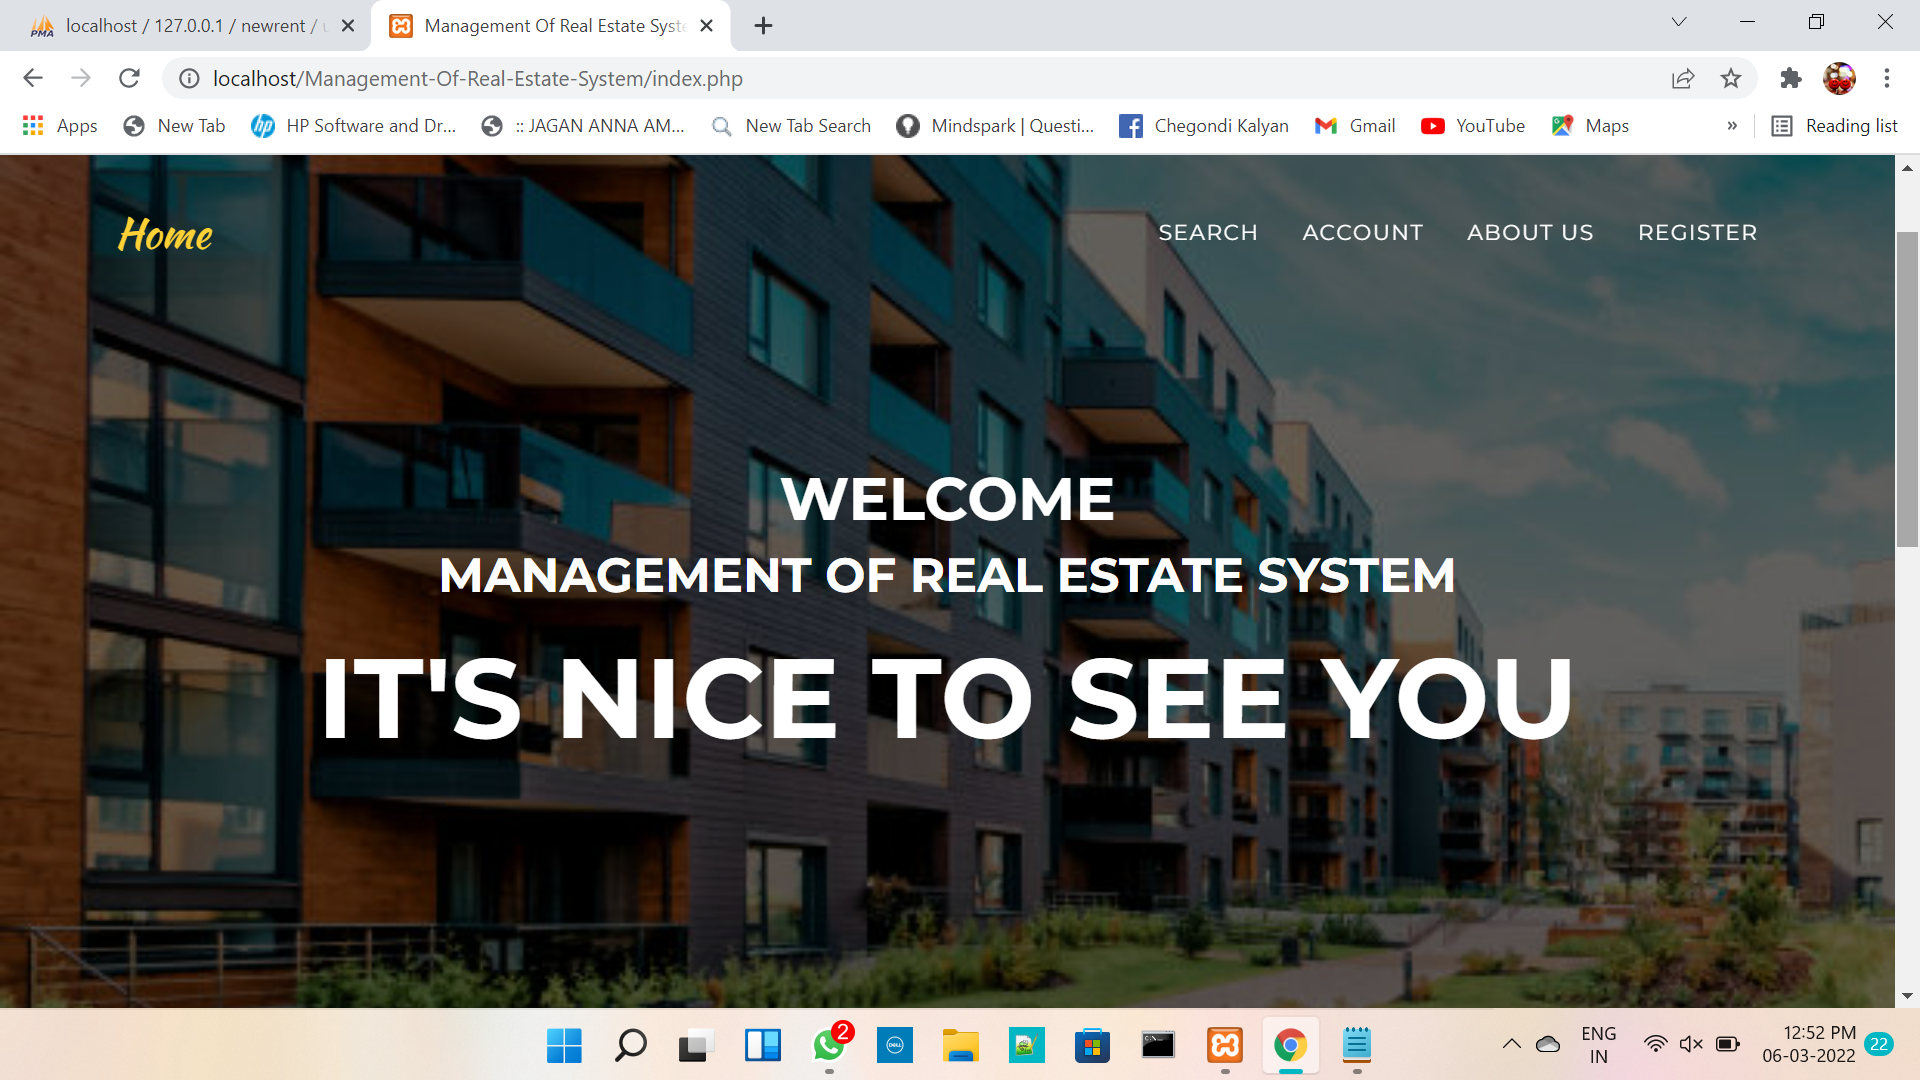 localhost / 127.0.0.1 / newrent /
Management Of Real Estate Syste
localhost/Management-Of-Real-Estate-System/index.php
Apps New Tab HP Software and Dr... :: JAGAN ANNA AM... New Tab Search Mindspark | Questi... Chegondi Kalyan Gmail YouTube Maps » Reading list
Home SEARCH ACCOUNT ABOUT US REGISTER
WELCOME
MANAGEMENT OF REAL ESTATE SYSTEM
IT'S NICE TO SEE YOU
2
ENG
IN
12:52 PM
06-03-2022
22